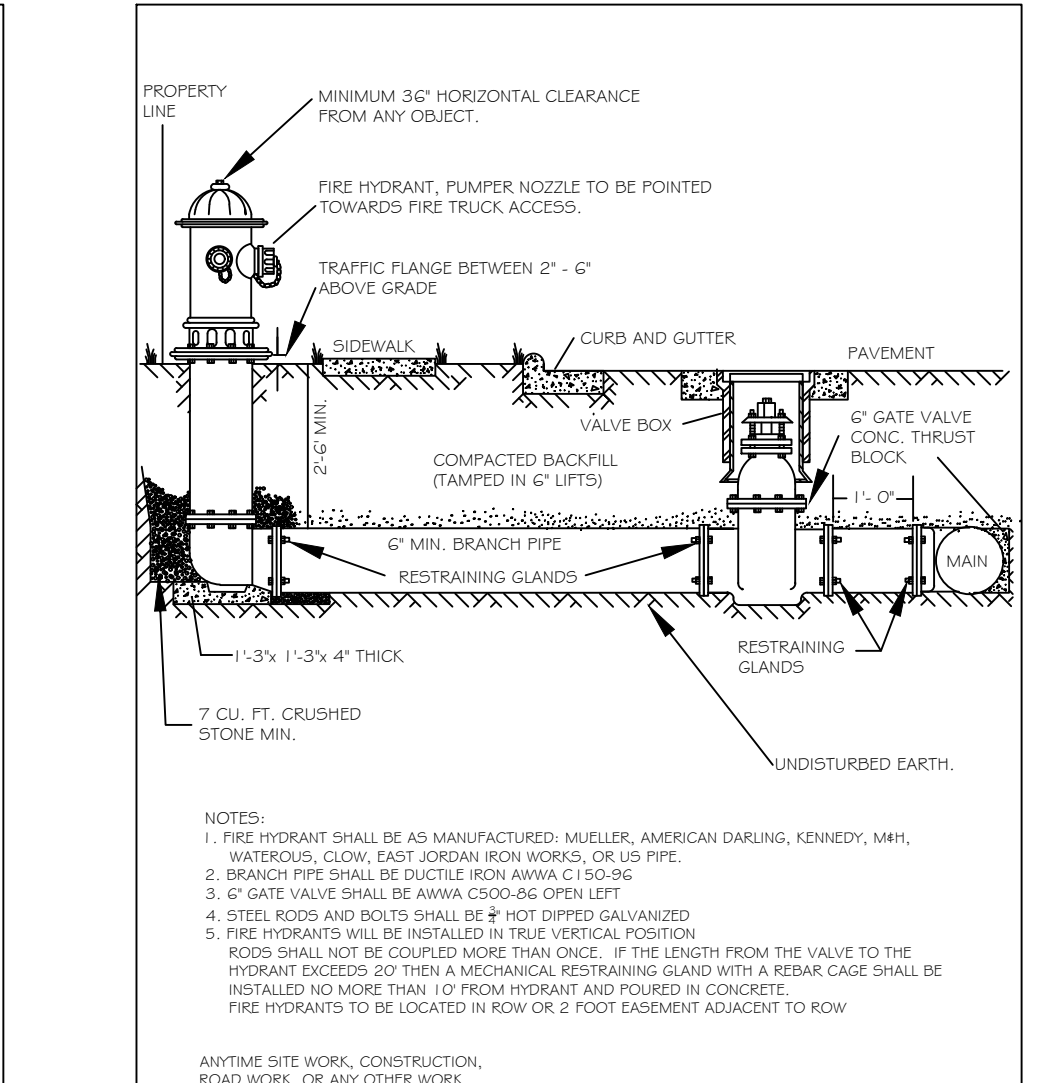 PROPERTY
LINE
MINIMUM 36" HORIZONTAL CLEARANCE
FROM ANY OBJECT.
FIRE HYDRANT, PUMPER NOZZLE TO BE POINTED
TOWARDS FIRE TRUCK ACCESS.
TRAFFIC FLANGE BETWEEN 2" - 6"
ABOVE GRADE
SIDEWALK
CURB AND GUTTER
PAVEMENT
2'-6' MIN.
VALVE BOX
6" GATE VALVE
CONC. THRUST
BLOCK
COMPACTED BACKFILL
(TAMPED IN 6" LIFTS)
1'- 0"
6" MIN. BRANCH PIPE
MAIN
RESTRAINING GLANDS
RESTRAINING
GLANDS
1'-3"x 1'-3"x 4" THICK
7 CU. FT. CRUSHED
STONE MIN.
UNDISTURBED EARTH.
NOTES:
1. FIRE HYDRANT SHALL BE AS MANUFACTURED: MUELLER, AMERICAN DARLING, KENNEDY, M&H,
WATEROUS, CLOW, EAST JORDAN IRON WORKS, OR US PIPE.
2. BRANCH PIPE SHALL BE DUCTILE IRON AWWA C150-96
3. 6" GATE VALVE SHALL BE AWWA C500-86 OPEN LEFT
4. STEEL RODS AND BOLTS SHALL BE 3/4" HOT DIPPED GALVANIZED
5. FIRE HYDRANTS WILL BE INSTALLED IN TRUE VERTICAL POSITION
RODS SHALL NOT BE COUPLED MORE THAN ONCE. IF THE LENGTH FROM THE VALVE TO THE
HYDRANT EXCEEDS 20' THEN A MECHANICAL RESTRAINING GLAND WITH A REBAR CAGE SHALL BE
INSTALLED NO MORE THAN 10' FROM HYDRANT AND POURED IN CONCRETE.
FIRE HYDRANTS TO BE LOCATED IN ROW OR 2 FOOT EASEMENT ADJACENT TO ROW
ANYTIME SITE WORK, CONSTRUCTION,
ROAD WORK, OR ANY OTHER WORK